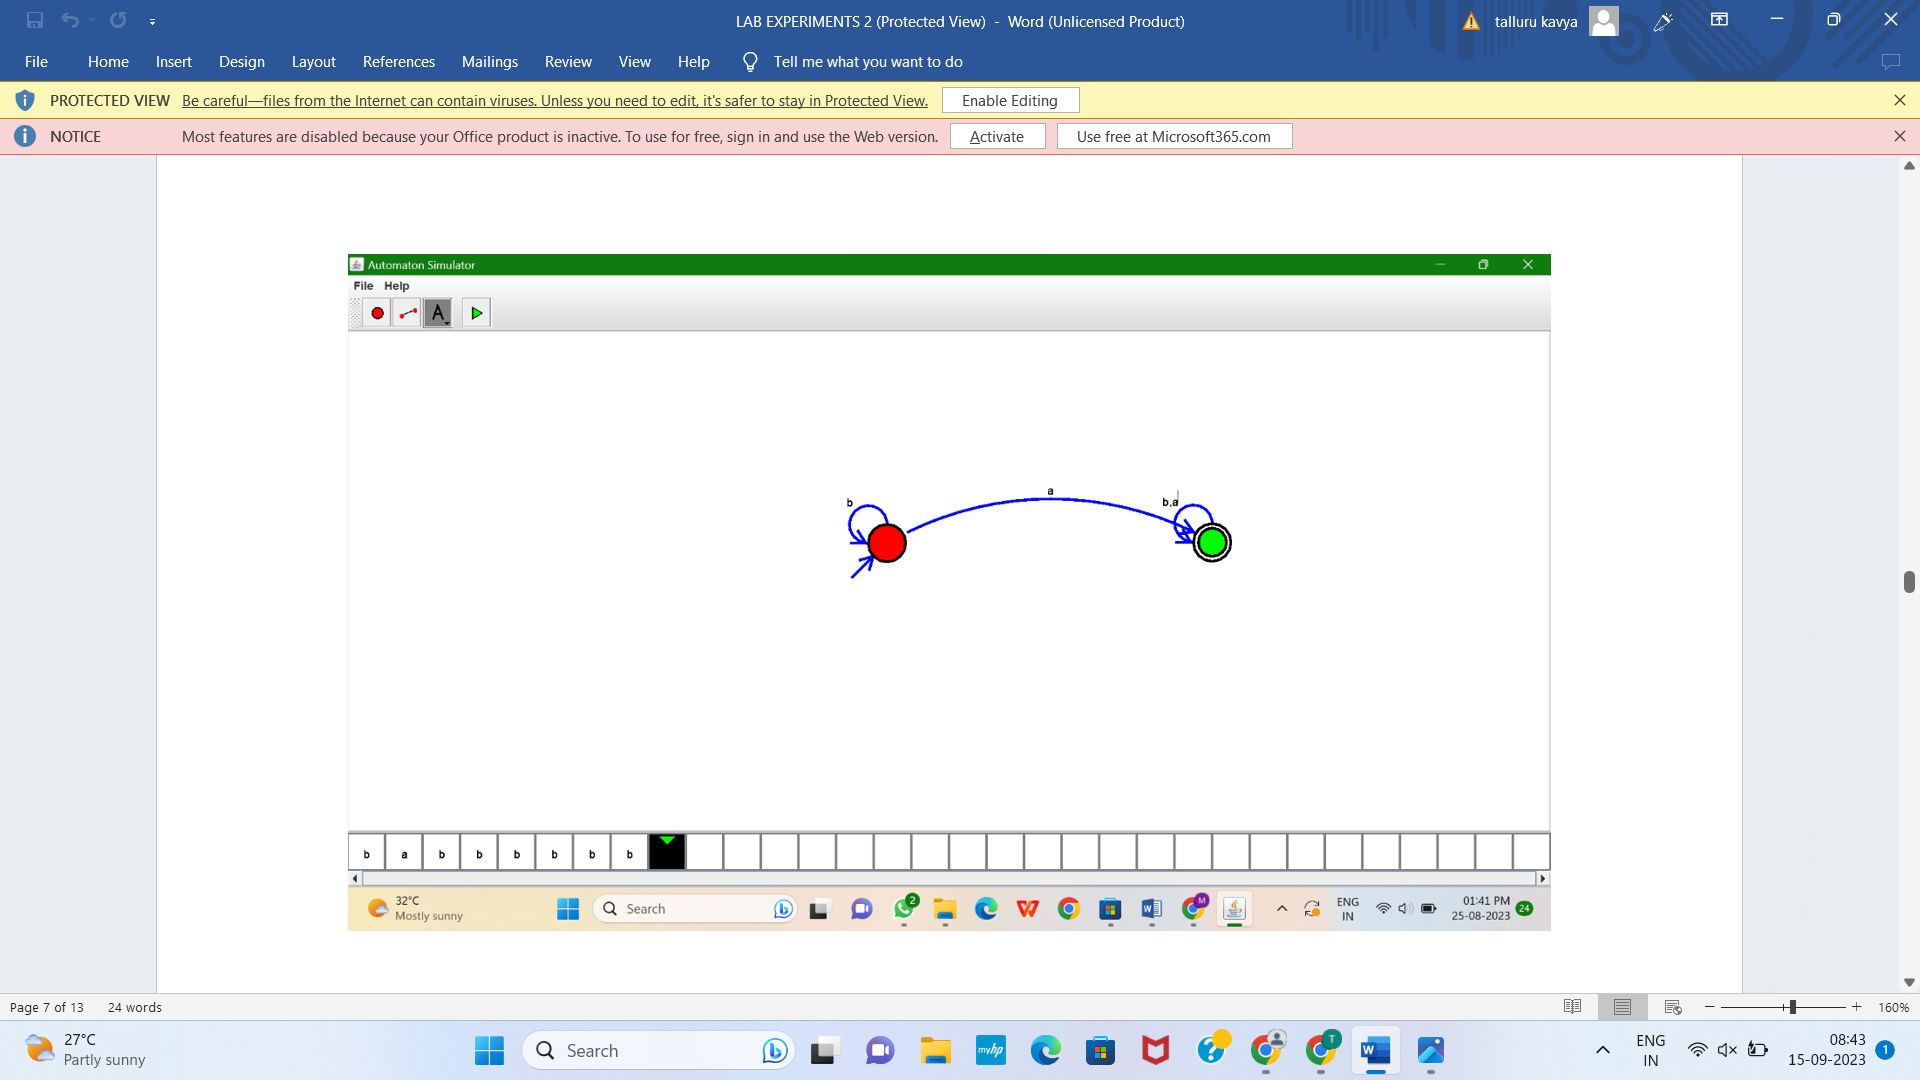 LAB EXPERIMENTS 2 (Protected View) - Word (Unlicensed Product)
talluru kavya
File Home Insert Design Layout References Mailings Review View Help Tell me what you want to do
PROTECTED VIEW Be careful—files from the Internet can contain viruses. Unless you need to edit, it's safer to stay in Protected View. Enable Editing
NOTICE Most features are disabled because your Office product is inactive. To use for free, sign in and use the Web version. Activate Use free at Microsoft365.com
Automaton Simulator
File Help
A
a
b
b,a
b a b b b b b b
32°C
Mostly sunny
Search
2
M
ENG
IN
01:41 PM
25-08-2023
24
Page 7 of 13 24 words
160%
27°C
Partly sunny
Search
myhp
T
W
ENG
IN
08:43
15-09-2023
1